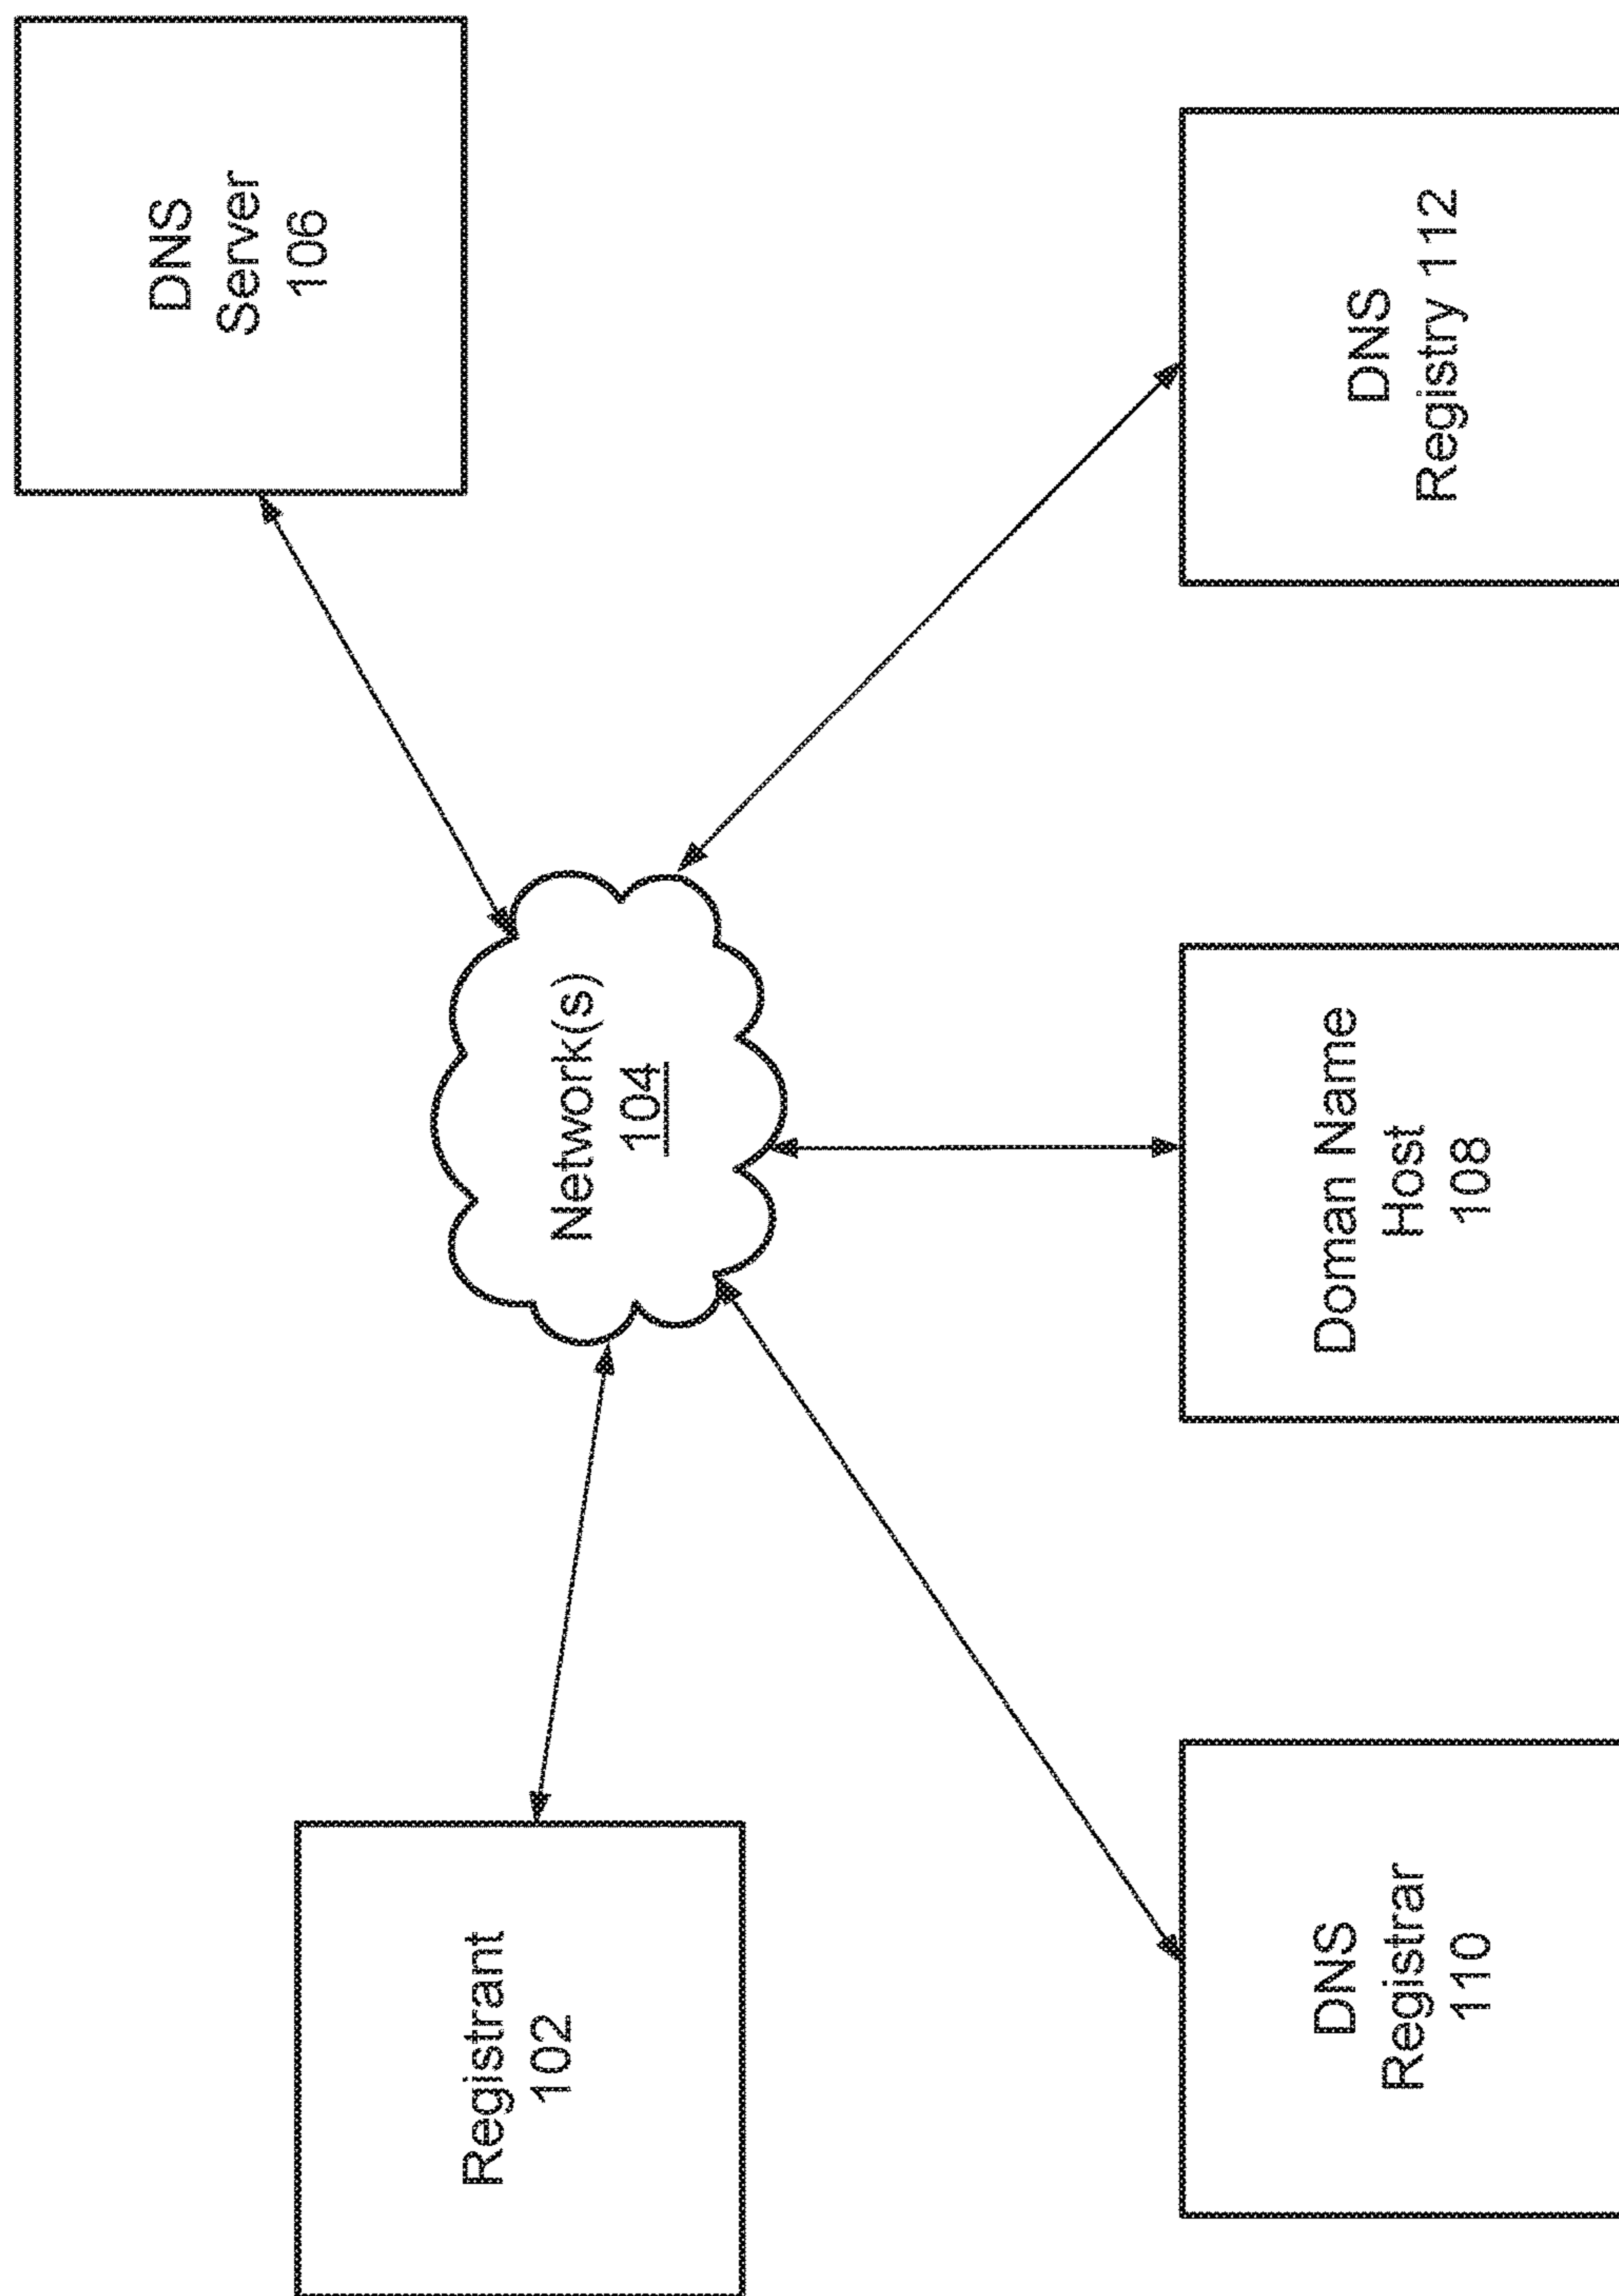 Registrant
102
Network(s)
104
DNS
Server
106
DNS
Registrar
110
Doman Name
Host
108
DNS
Registry 112